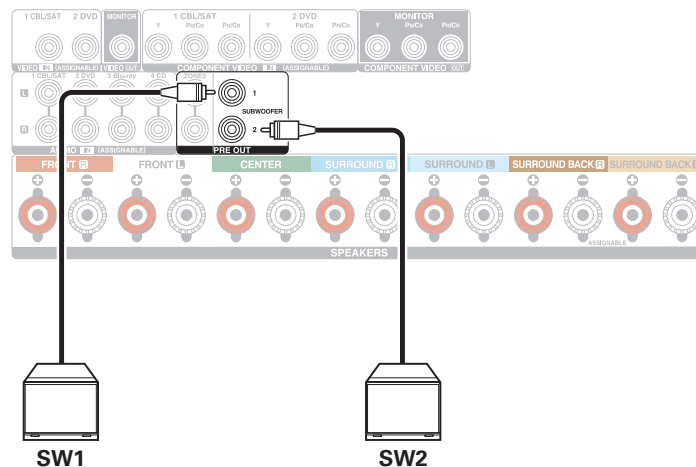 1 CBL/SAT 2 DVD MONITOR 1 CBL/SAT 2 DVD MONITOR
Y PB/CB PR/CR Y PB/CB PR/CR Y PB/CB PR/CR
VIDEO IN (ASSIGNABLE) VIDEO OUT COMPONENT VIDEO IN (ASSIGNABLE) COMPONENT VIDEO OUT
1 CBL/SAT 2 DVD 3 Blu-ray 4 CD ZONE2
L 1
SUBWOOFER
R 2
(ASSIGNABLE) PRE OUT
FRONT R FRONT L CENTER SURROUND R SURROUND L SURROUND BACK R SURROUND BACK
+ − + − + − + − + − + − + −
ASSIGNABLE
SPEAKERS
SW1 SW2